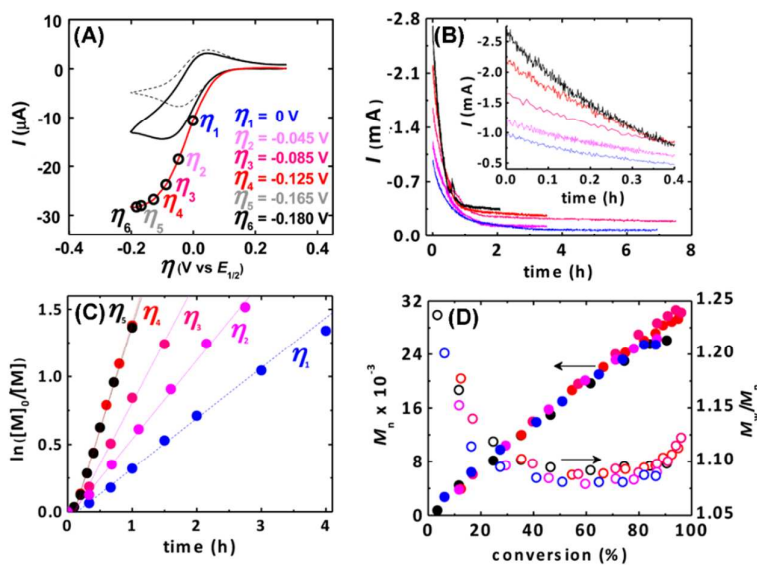 (A)
I (μA)
10
0
-10
-20
-30
η₁
η₂
η₃
η₄
η₅
η₆
η₁ = 0 V
η₂ = -0.045 V
η₃ = -0.085 V
η₄ = -0.125 V
η₅ = -0.165 V
η₆ = -0.180 V
-0.4 -0.2 0.0 0.2 0.4
η (V vs E₁/₂)
(B)
I (mA)
-2.8
-2.1
-1.4
-0.7
0.0
I (mA)
-2.5
-2.0
-1.5
-1.0
-0.5
0.0 0.1 0.2 0.3 0.4
time (h)
0 2 4 6 8
time (h)
(C)
ln([M]₀/[M])
1.5
1.0
0.5
0.0
η₅
η₄
η₃
η₂
η₁
0 1 2 3 4
time (h)
(D)
Mₙ x 10⁻³
32
24
16
8
0
1.25
1.20
1.15
1.10
1.05
M_w/Mₙ
0 20 40 60 80 100
conversion (%)